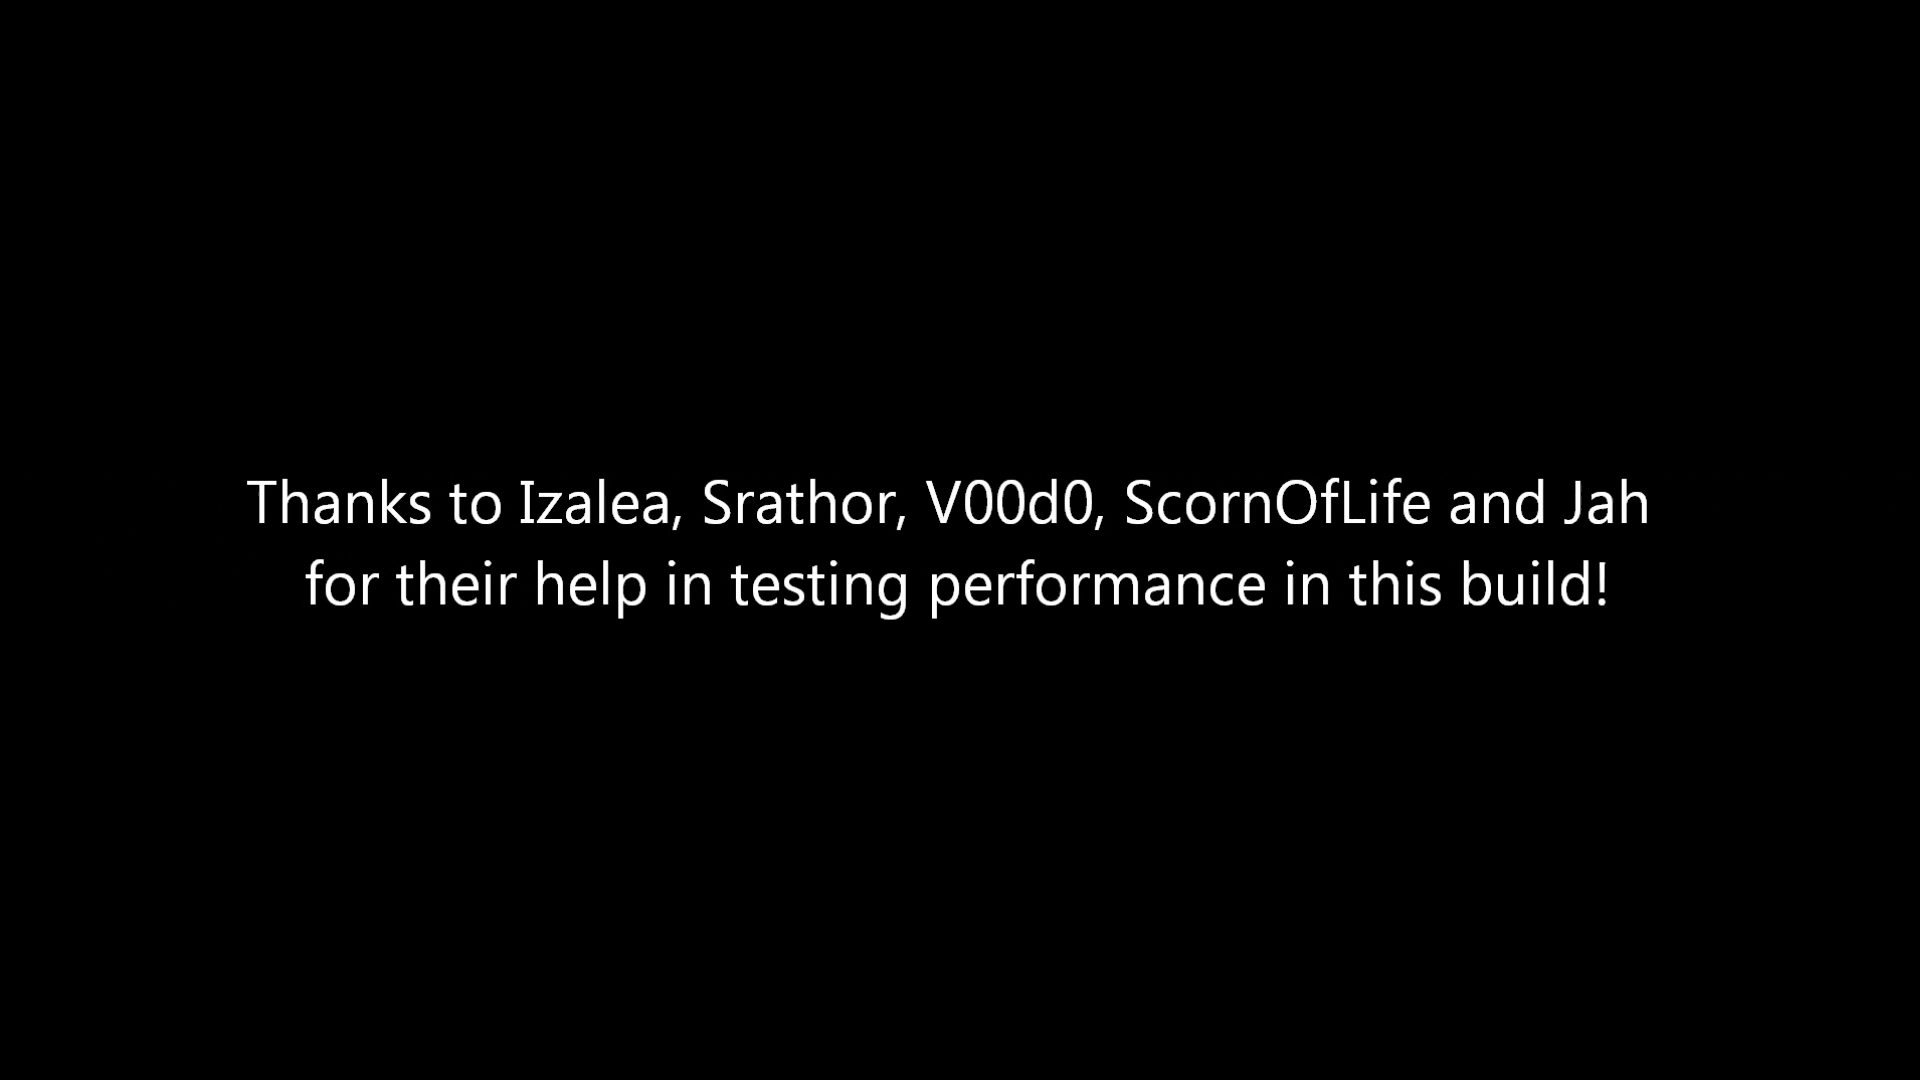 Thanks to Izalea, Srathor, V00d0, ScornOfLife and Jah
for their help in testing performance in this build!